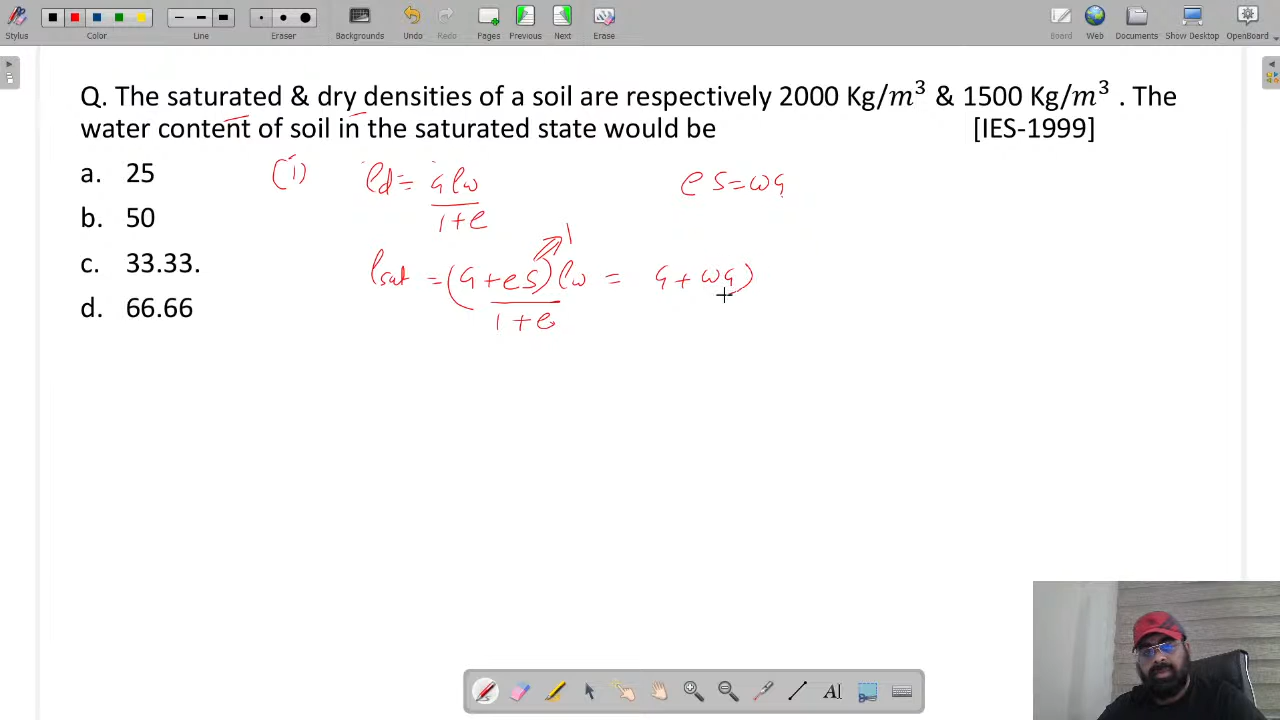 Stylus Color Line Eraser Backgrounds Undo Redo Pages Previous Next Erase Board Web Documents Show Desktop OpenBoard
Q. The saturated & dry densities of a soil are respectively 2000 Kg/m³ & 1500 Kg/m³ . The
water content of soil in the saturated state would be [IES-1999]
a. 25
b. 50
c. 33.33.
d. 66.66
(i) ρd = Gρw / 1+e
eS = wG
ρsat = (G + eS)ρw / 1+e = G + wG)
1
AI